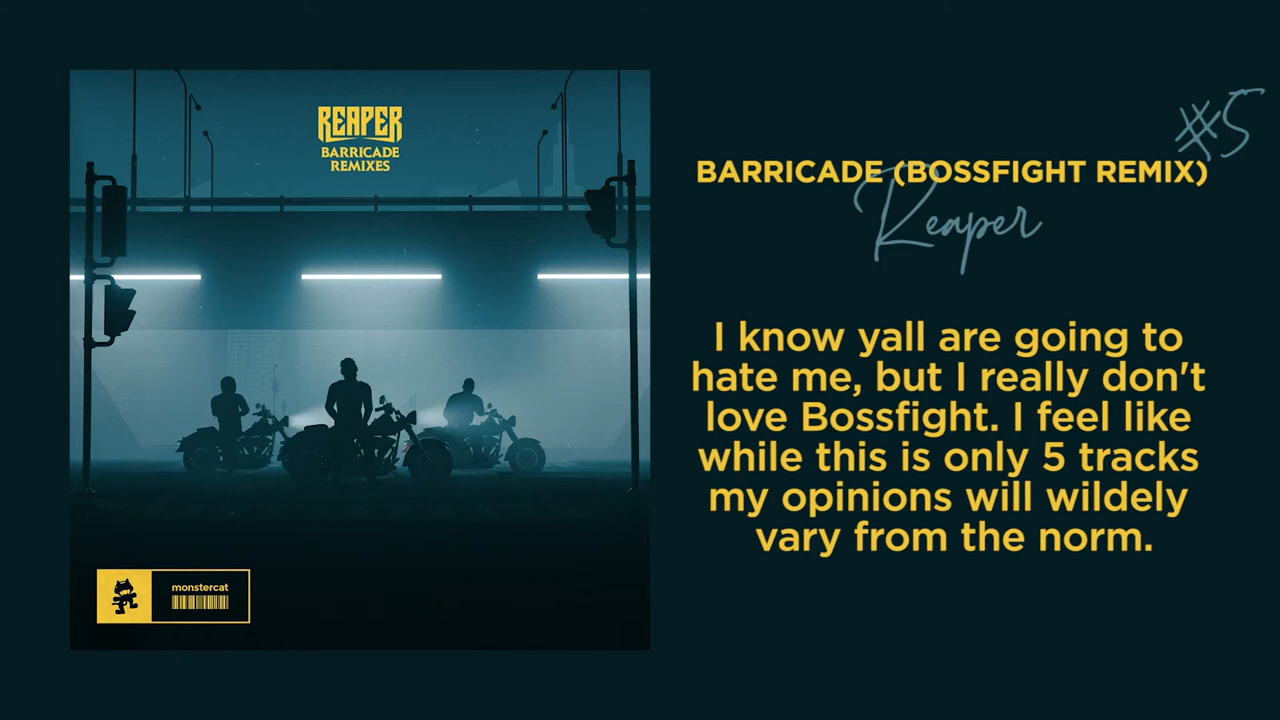 REAPER
BARRICADE
REMIXES
monstercat
#5
BARRICADE (BOSSFIGHT REMIX)
Reaper
I know yall are going to
hate me, but I really don't
love Bossfight. I feel like
while this is only 5 tracks
my opinions will wildely
vary from the norm.